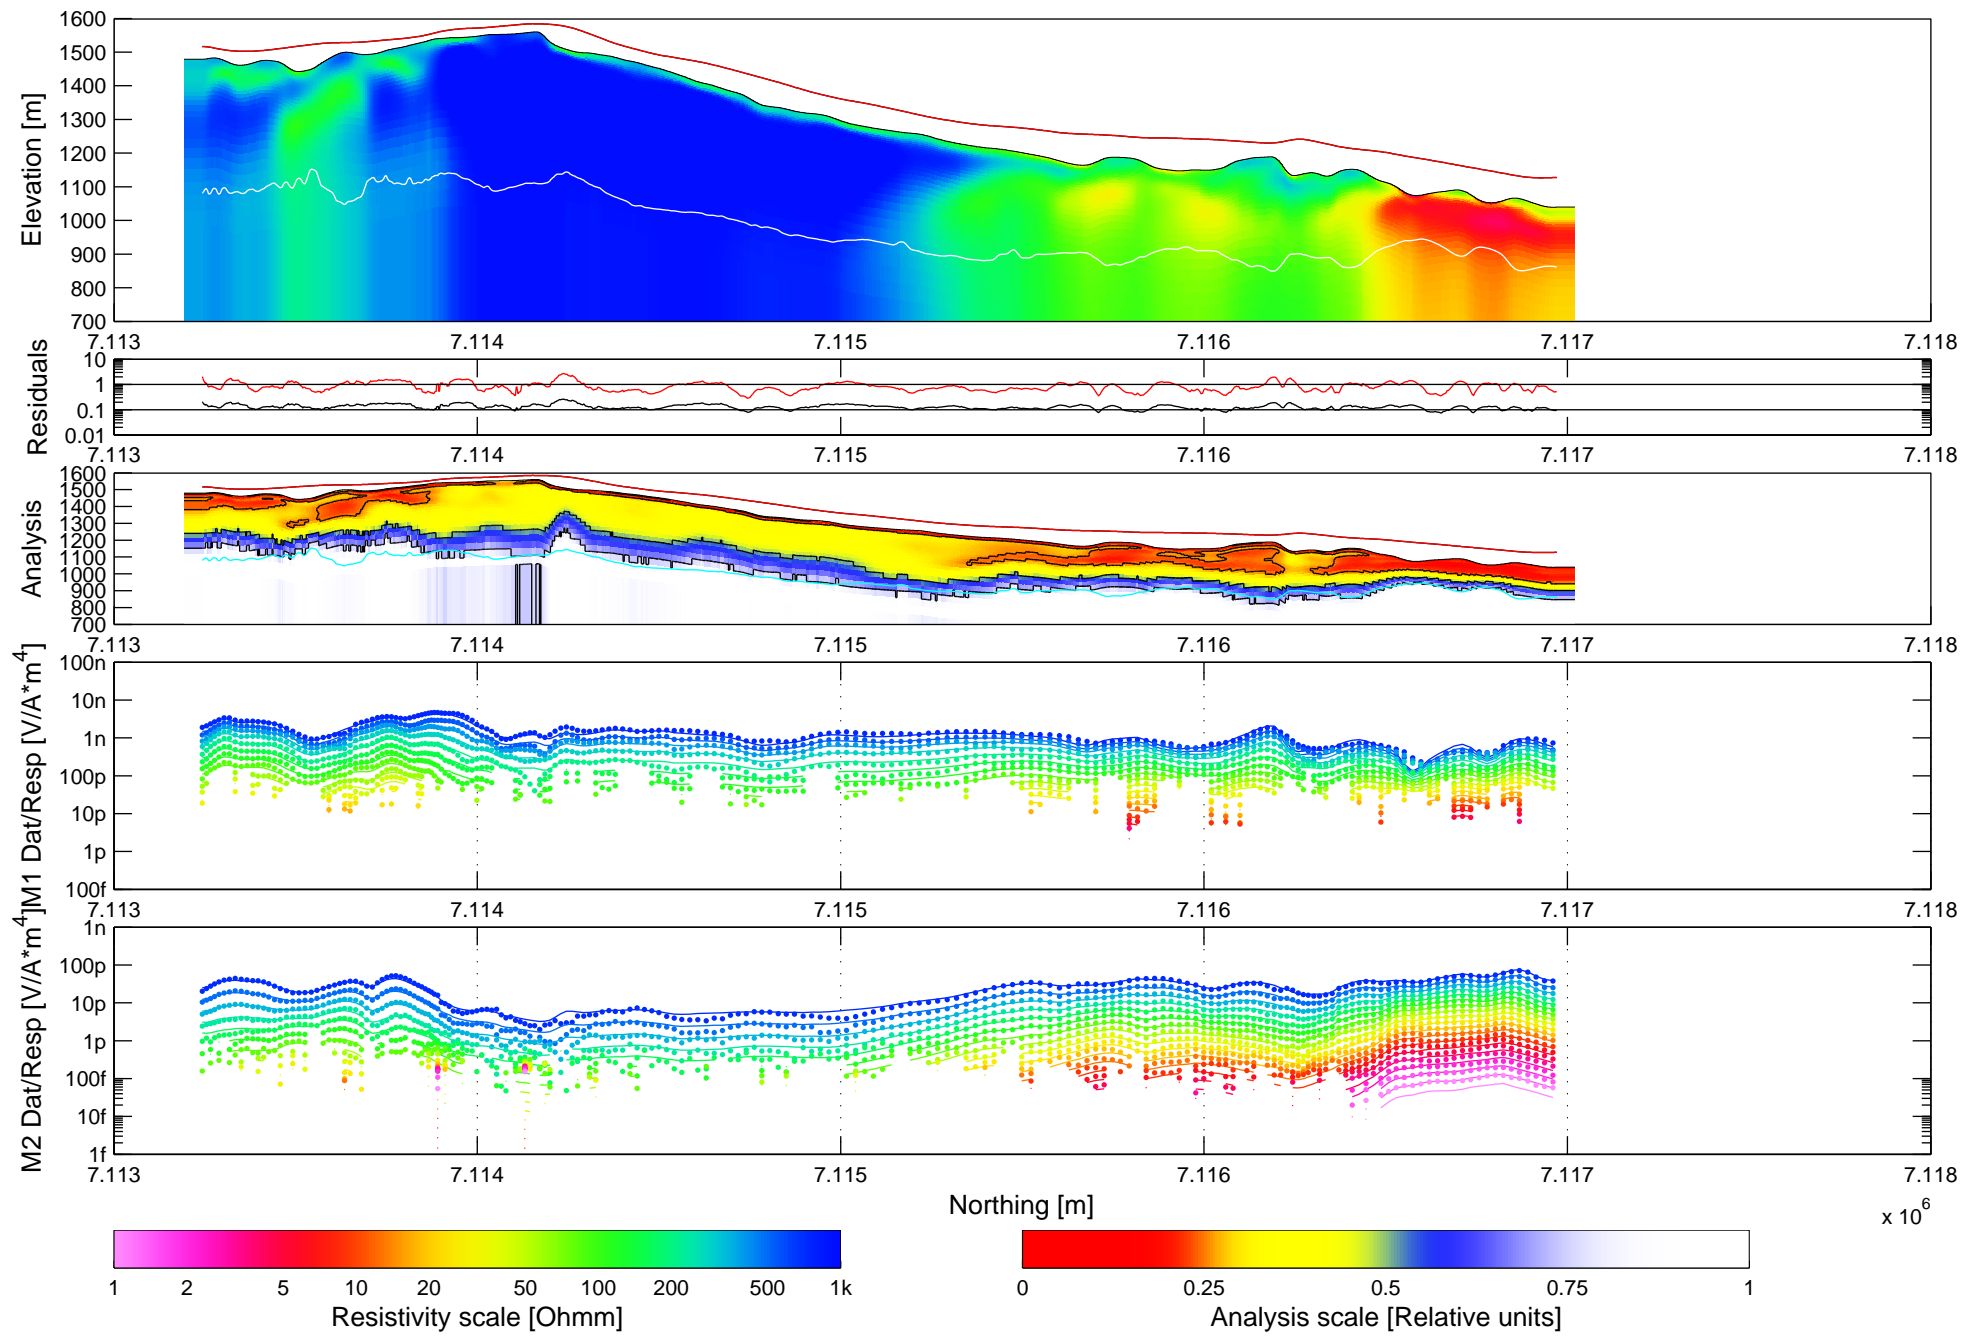 1600
1500
1400
1300
1200
1100
1000
900
800
700
Elevation [m]
7.113 7.114 7.115 7.116 7.117 7.118
10
1
0.1
0.01
Residuals
7.113 7.114 7.115 7.116 7.117 7.118
1600
1500
1400
1300
1200
1100
1000
900
800
700
Analysis
7.113 7.114 7.115 7.116 7.117 7.118
100n
10n
1n
100p
10p
1p
100f
M1 Dat/Resp [V/A*m^4]
7.113 7.114 7.115 7.116 7.117 7.118
1n
100p
10p
1p
100f
10f
1f
M2 Dat/Resp [V/A*m^4]
7.113 7.114 7.115 7.116 7.117 7.118
Northing [m]
x 10^6
1 2 5 10 20 50 100 200 500 1k
Resistivity scale [Ohmm]
0 0.25 0.5 0.75 1
Analysis scale [Relative units]